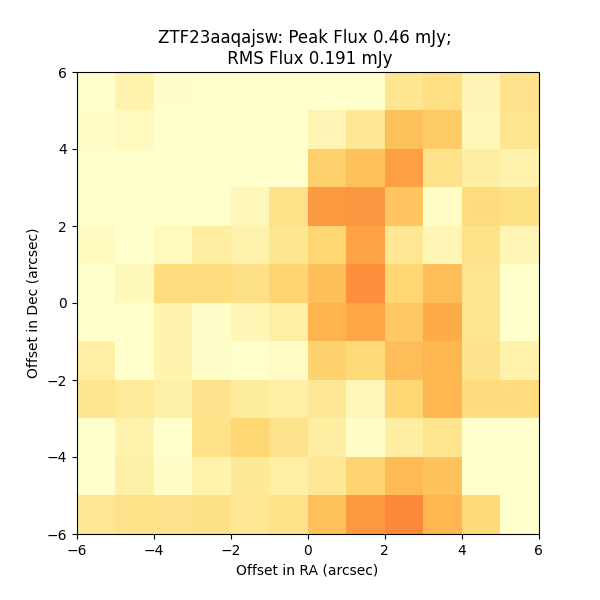 ZTF23aaqajsw: Peak Flux 0.46 mJy;
RMS Flux 0.191 mJy
6
4
2
0
−2
−4
−6
Offset in Dec (arcsec)
−6 −4 −2 0 2 4 6
Offset in RA (arcsec)